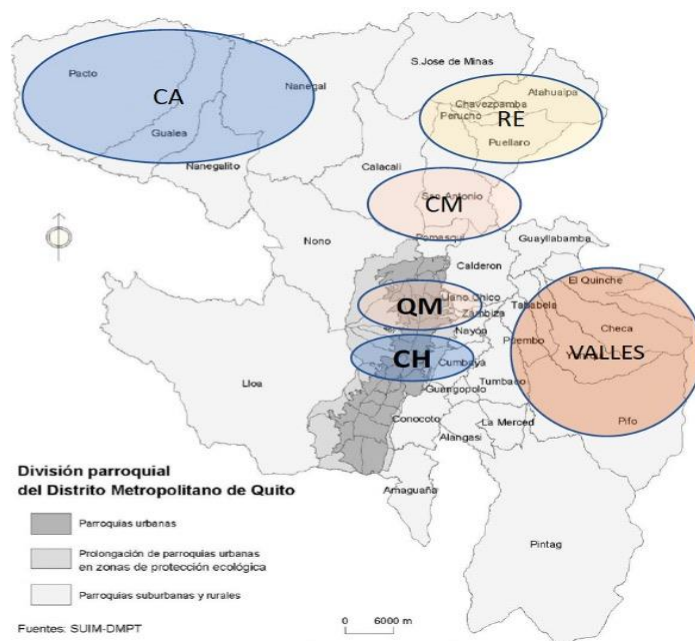 S.Jose de Minas
Pacto
Nanegal
CA
Atahualpa
Chavezpamba
Perucho
RE
Gualea
Puellaro
Nanegalito
Calacali
San Antonio
CM
Pomasqui
Nono
Guayllabamba
Calderon
El Quinche
Llano Chico
QM
Tababela
Zambiza
Checa
Nayon
Puembo
VALLES
CH
Cumbaya
Lloa
Tumbaco
Guangopolo
Conocoto
La Merced
Pifo
Alangasi
División parroquial
del Distrito Metropolitano de Quito
Amaguaña
Parroquias urbanas
Pintag
Prolongación de parroquias urbanas
en zonas de protección ecológica
Parroquias suburbanas y rurales
Fuentes: SUIM-DMPT
0 6000 m